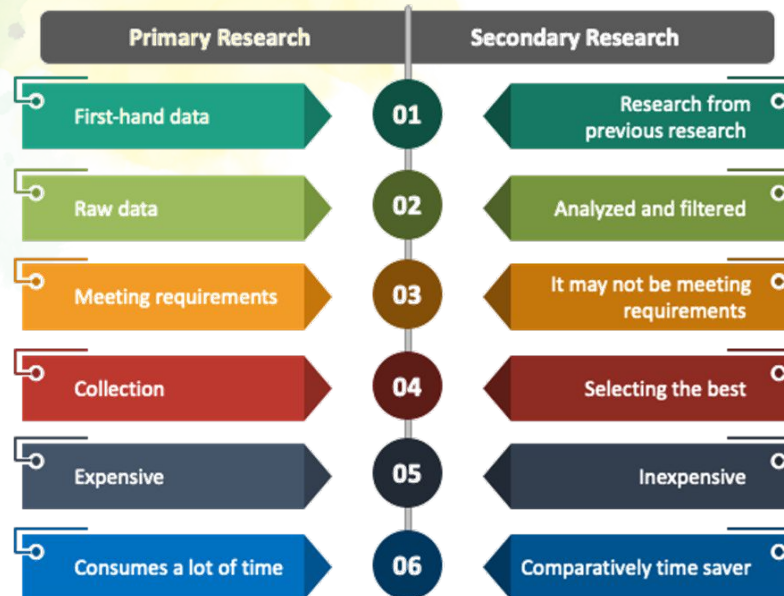 Primary Research
Secondary Research
First-hand data
01
Research from
previous research
Raw data
02
Analyzed and filtered
Meeting requirements
03
It may not be meeting
requirements
Collection
04
Selecting the best
Expensive
05
Inexpensive
Consumes a lot of time
06
Comparatively time saver